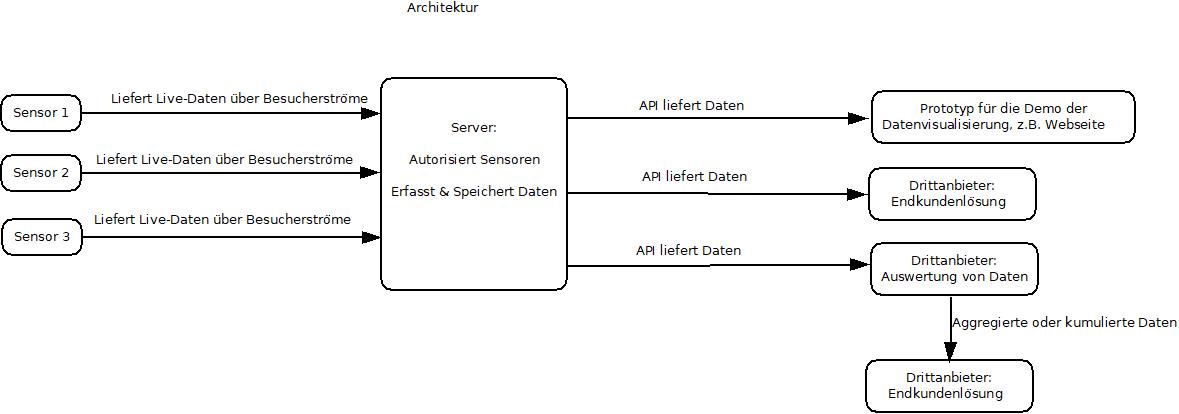 Architektur
Sensor 1
Liefert Live-Daten über Besucherströme
Sensor 2
Liefert Live-Daten über Besucherströme
Sensor 3
Liefert Live-Daten über Besucherströme
Server:
Autorisiert Sensoren
Erfasst & Speichert Daten
API liefert Daten
Prototyp für die Demo der
Datenvisualisierung, z.B. Webseite
API liefert Daten
Drittanbieter:
Endkundenlösung
API liefert Daten
Drittanbieter:
Auswertung von Daten
Aggregierte oder kumulierte Daten
Drittanbieter:
Endkundenlösung